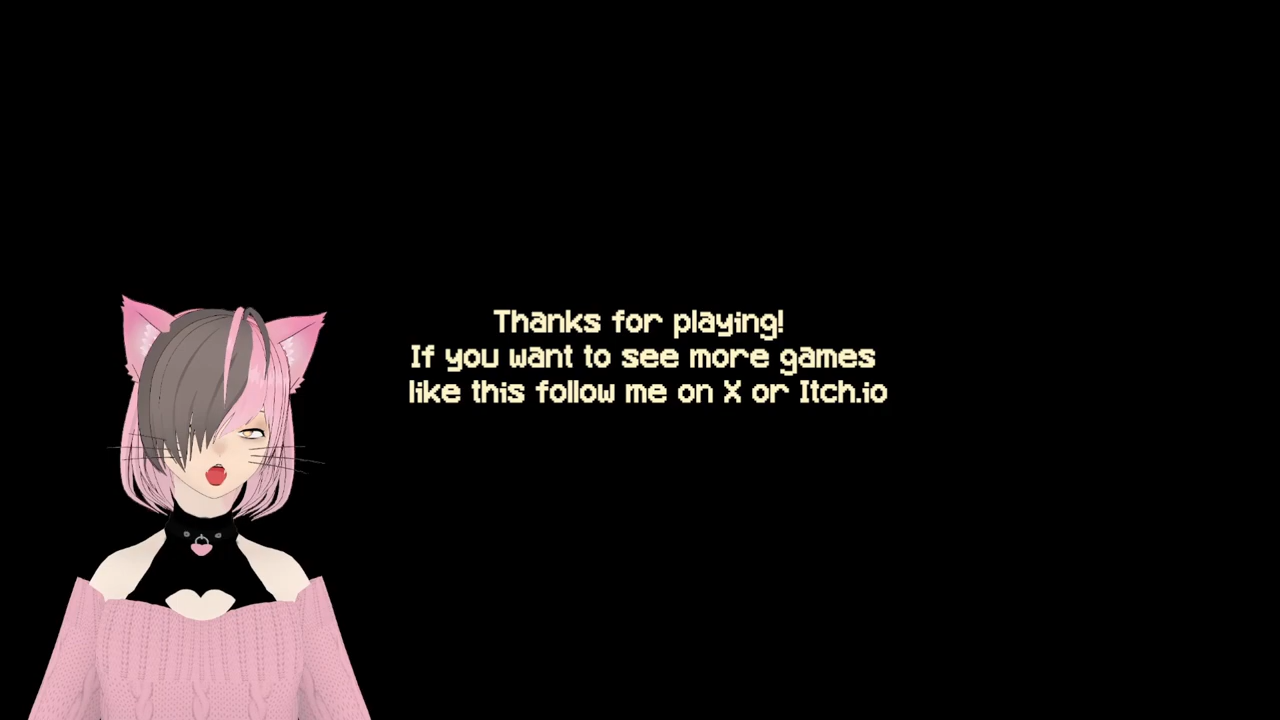 Thanks for playing!
If you want to see more games
like this follow me on X or Itch.io